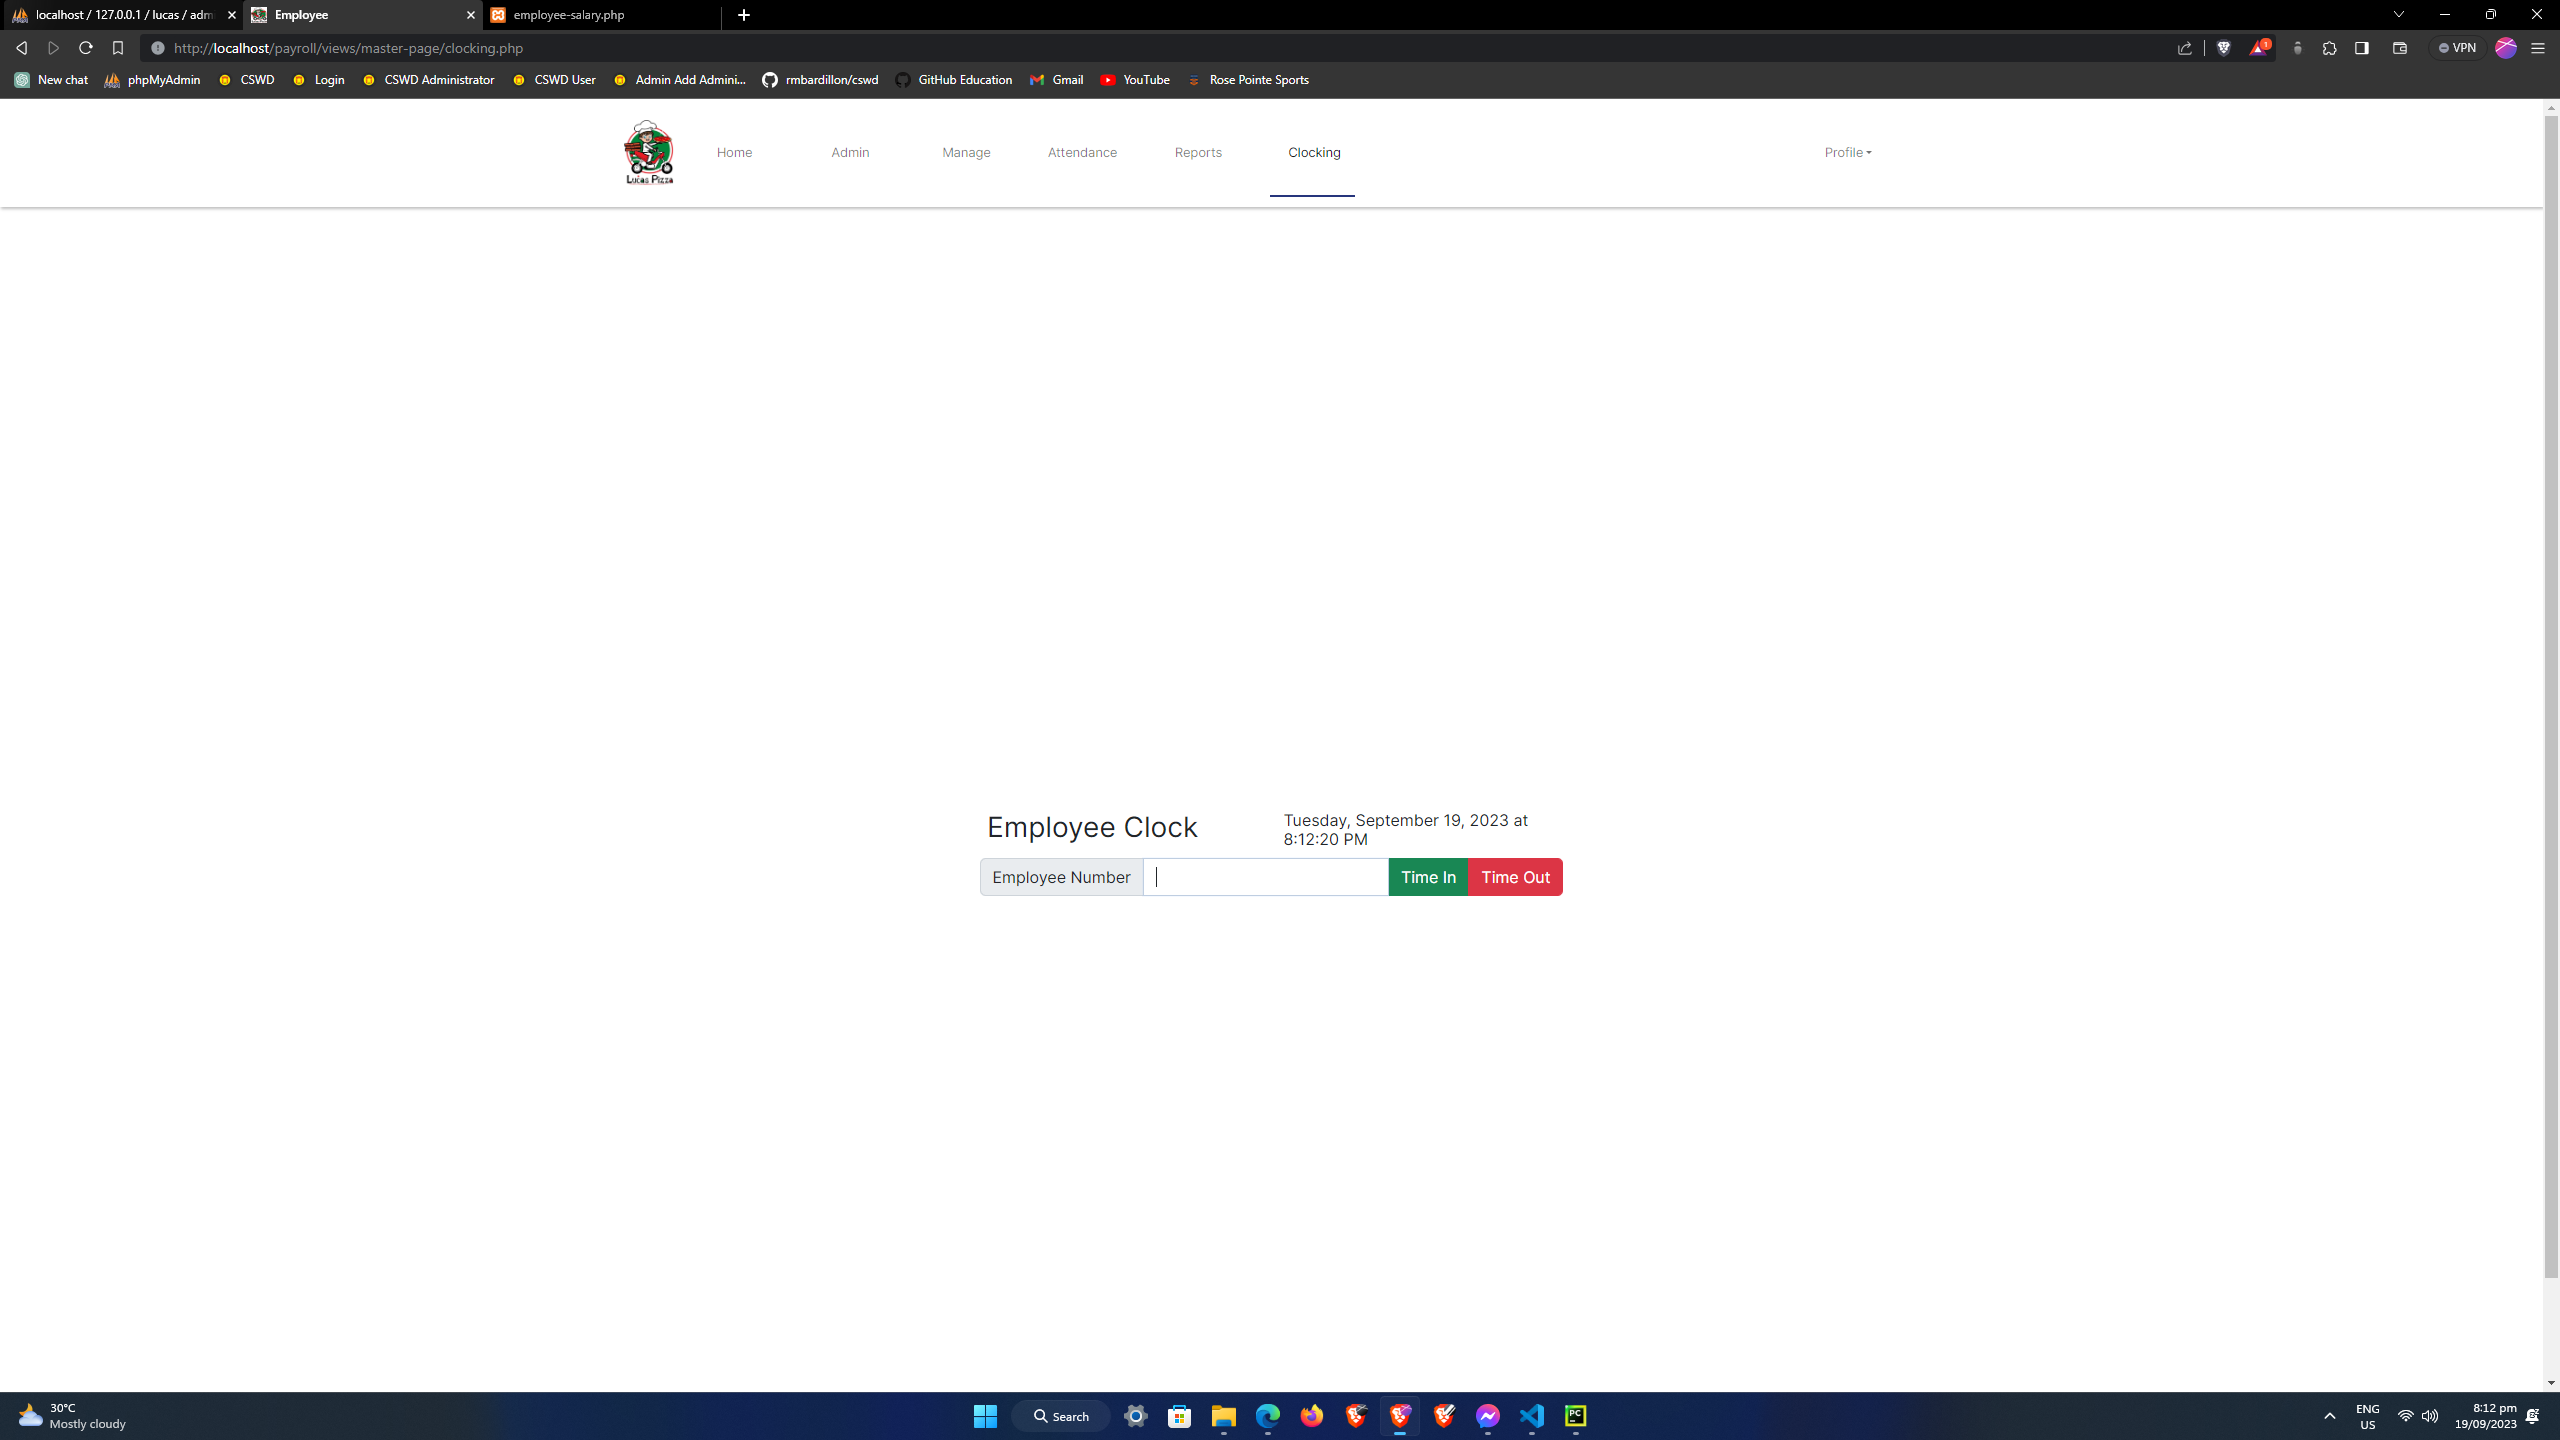 localhost / 127.0.0.1 / lucas / adm
Employee
employee-salary.php
http://localhost/payroll/views/master-page/clocking.php
1
VPN
New chat
phpMyAdmin
CSWD
Login
CSWD Administrator
CSWD User
Admin Add Admini...
rmbardillon/cswd
GitHub Education
Gmail
YouTube
Rose Pointe Sports
Lucas Pizza
Home
Admin
Manage
Attendance
Reports
Clocking
Profile
Employee Clock
Tuesday, September 19, 2023 at
8:12:20 PM
Employee Number
Time In
Time Out
30°C
Mostly cloudy
Search
PC
ENG
US
8:12 pm
19/09/2023